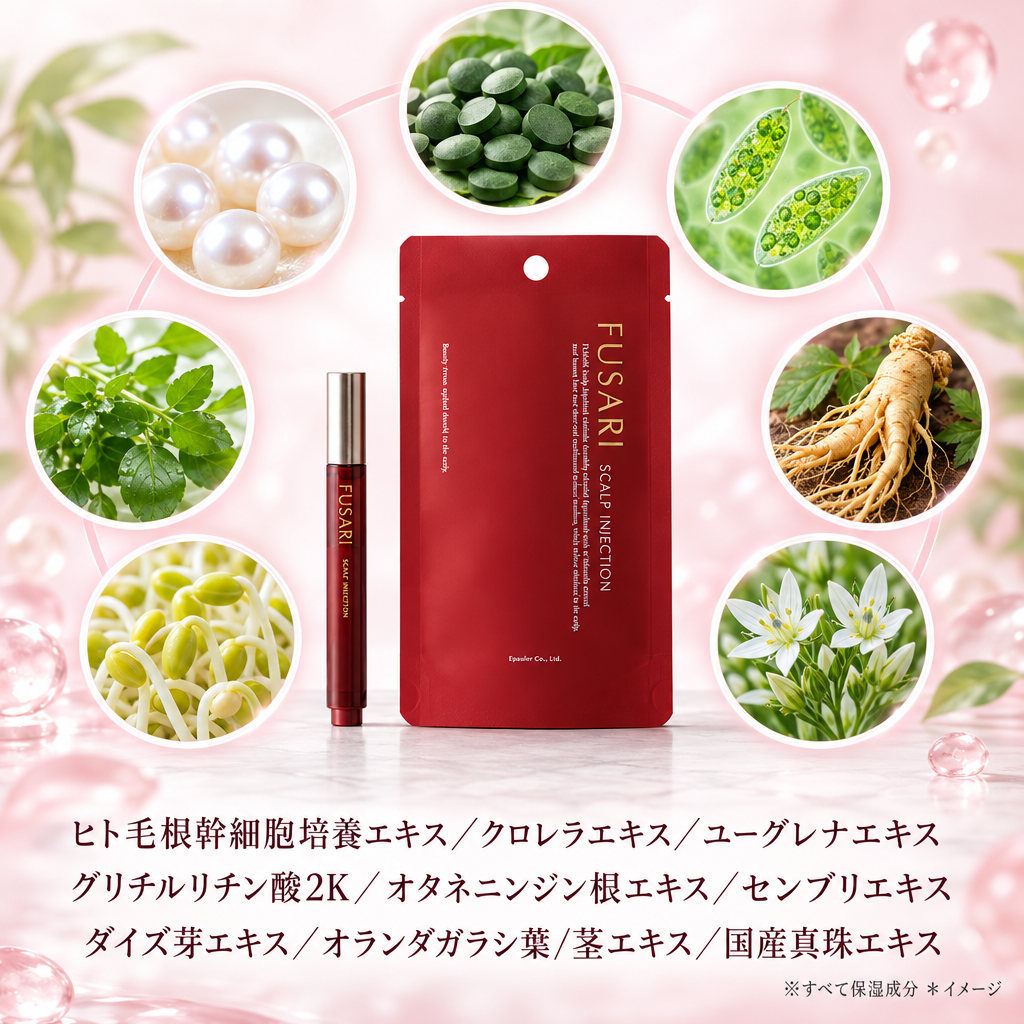 FUSARI SCALP INJECTION
Beauty
Epauler Co., Ltd.
FUSARI SCALP INJECTION
ヒト毛根幹細胞培養エキス／クロレラエキス／ユーグレナエキス
グリチルリチン酸2K／オタネニンジン根エキス／センブリエキス
ダイズ芽エキス／オランダガラシ葉/茎エキス／国産真珠エキス
※すべて保湿成分 ＊イメージ